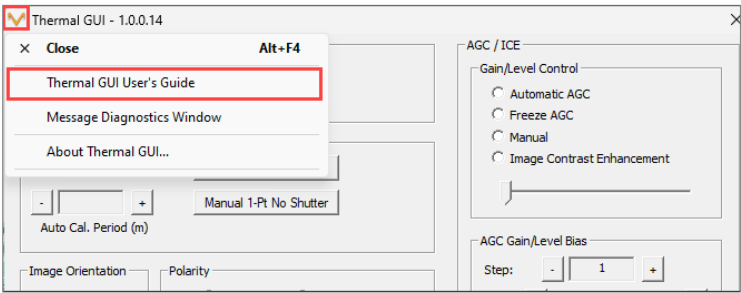 Thermal GUI - 1.0.0.14
× Close Alt+F4
Thermal GUI User's Guide
Message Diagnostics Window
About Thermal GUI...
- +
Auto Cal. Period (m)
Manual 1-Pt No Shutter
Image Orientation
Polarity
AGC / ICE
Gain/Level Control
Automatic AGC
Freeze AGC
Manual
Image Contrast Enhancement
AGC Gain/Level Bias
Step: - 1 +